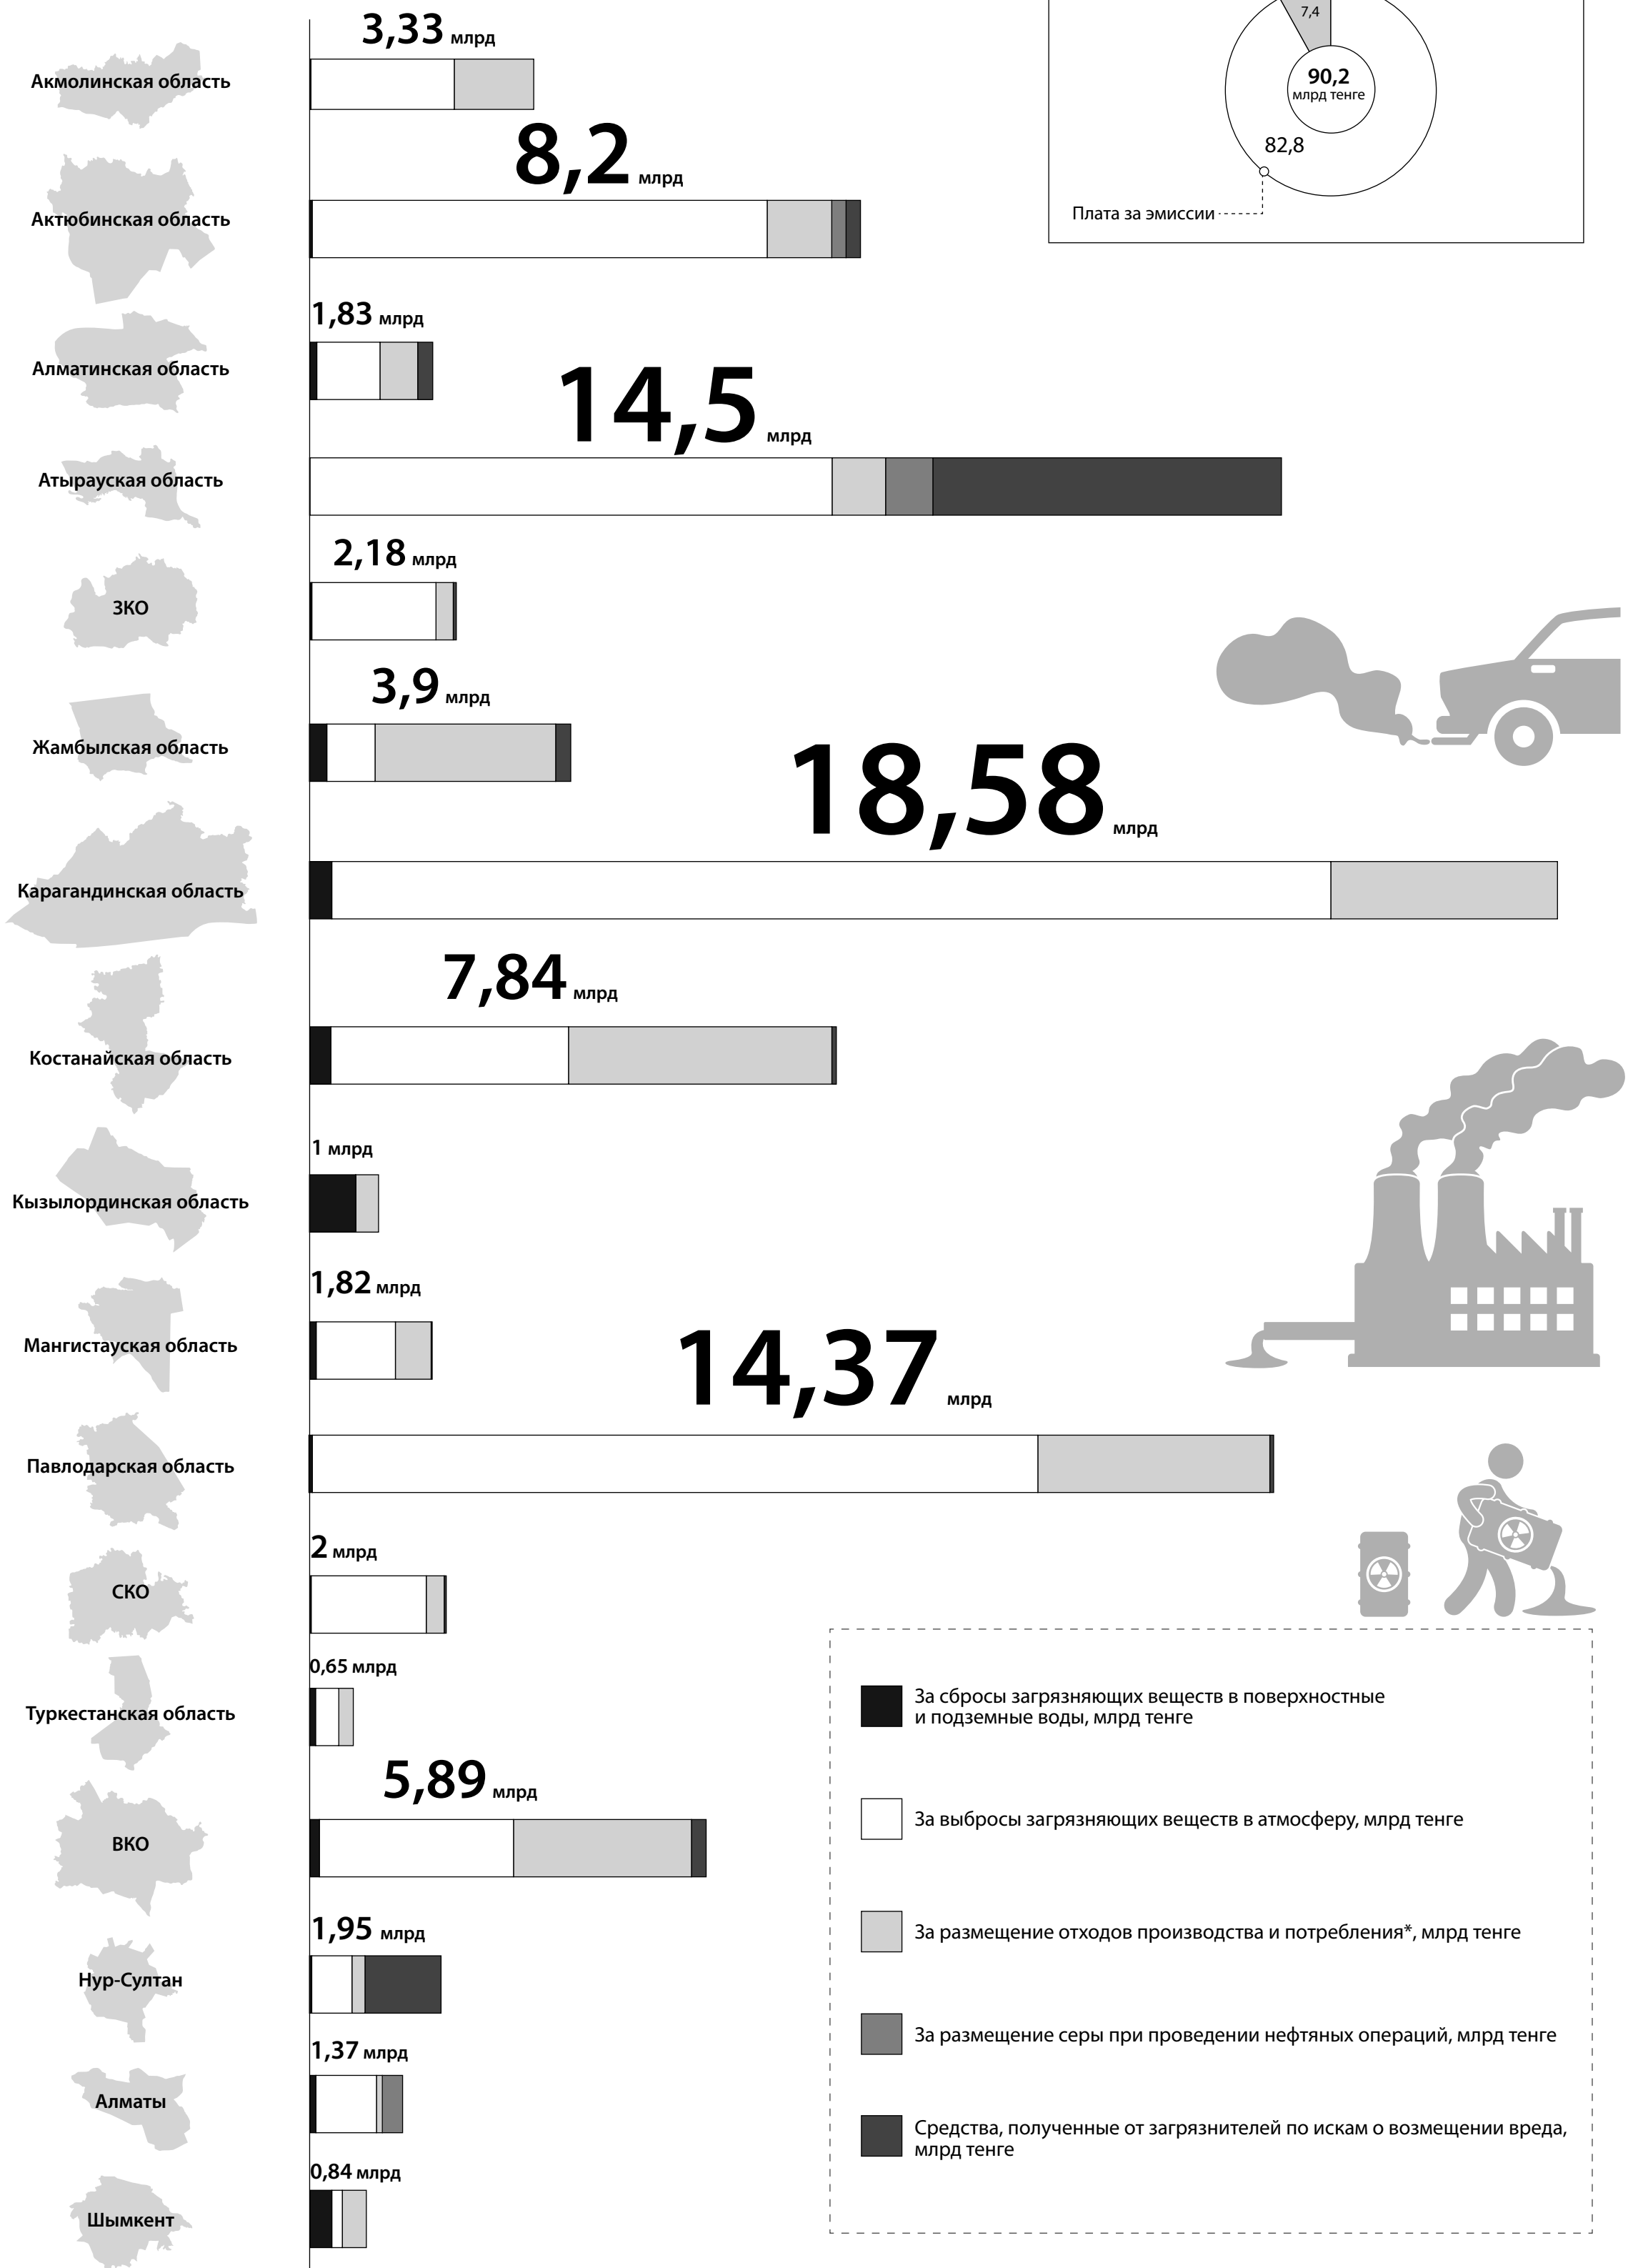 7,4
90,2
млрд тенге
82,8
Плата за эмиссии
3,33 млрд
Акмолинская область
8,2 млрд
Актюбинская область
1,83 млрд
Алматинская область
14,5 млрд
Атырауская область
2,18 млрд
ЗКО
3,9 млрд
Жамбылская область
18,58 млрд
Карагандинская область
7,84 млрд
Костанайская область
1 млрд
Кызылординская область
1,82 млрд
Мангистауская область
14,37 млрд
Павлодарская область
2 млрд
СКО
0,65 млрд
Туркестанская область
5,89 млрд
ВКО
1,95 млрд
Нур-Султан
1,37 млрд
Алматы
0,84 млрд
Шымкент
За сбросы загрязняющих веществ в поверхностные
и подземные воды, млрд тенге
За выбросы загрязняющих веществ в атмосферу, млрд тенге
За размещение отходов производства и потребления*, млрд тенге
За размещение серы при проведении нефтяных операций, млрд тенге
Средства, полученные от загрязнителей по искам о возмещении вреда,
млрд тенге